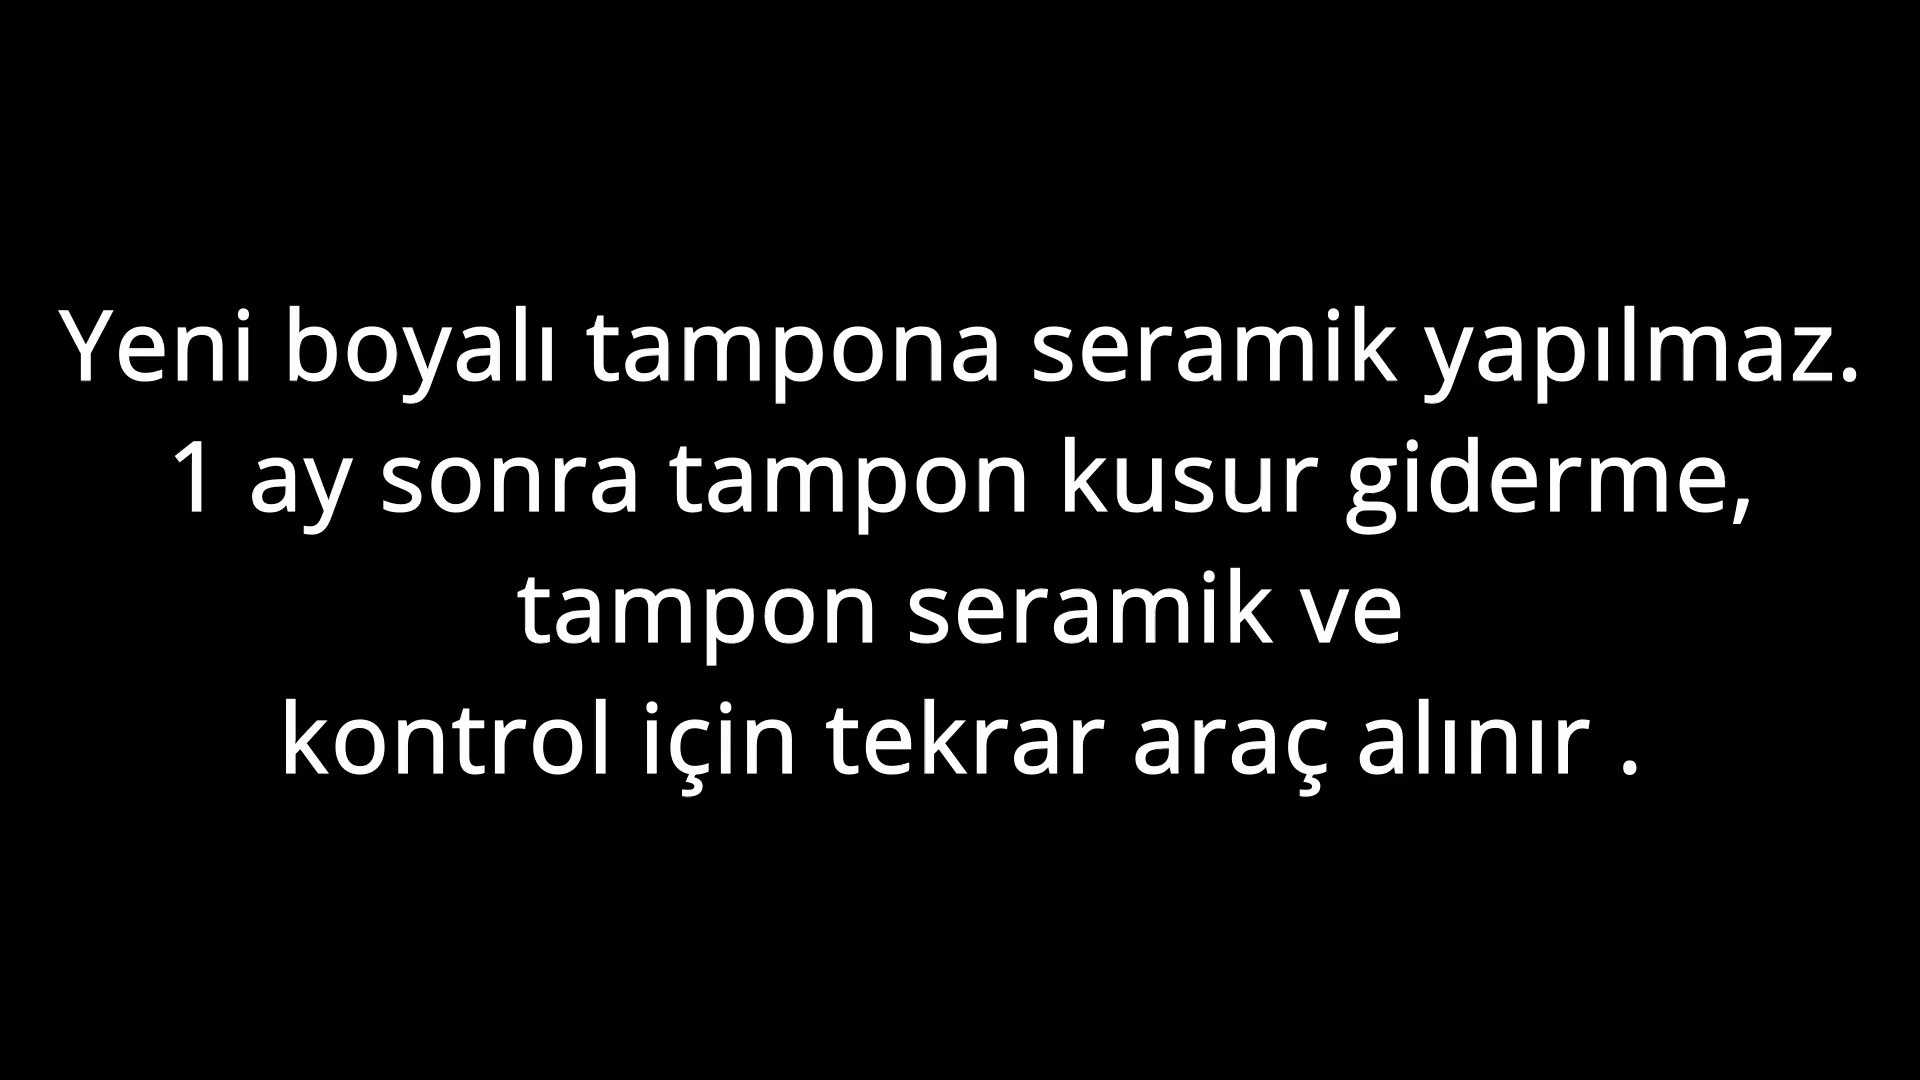 Yeni boyalı tampona seramik yapılmaz.
1 ay sonra tampon kusur giderme,
tampon seramik ve
kontrol için tekrar araç alınır .